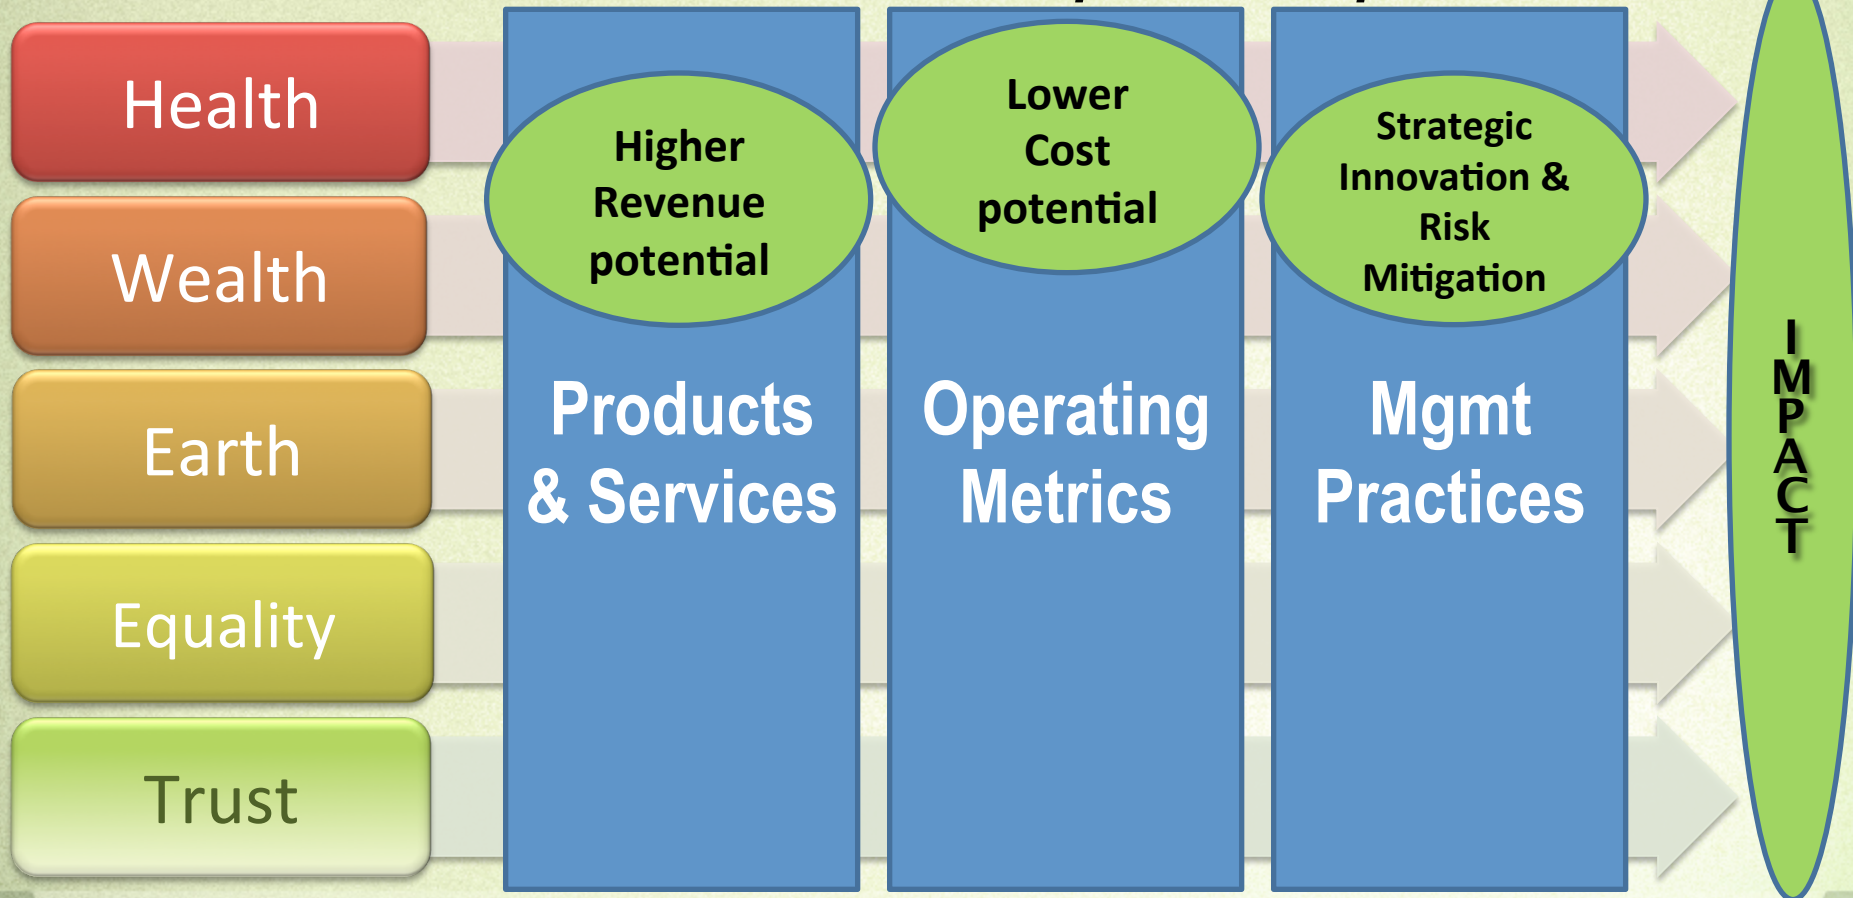 Health
Wealth
Earth
Equality
Trust
Higher
Revenue
potential
Products
& Services
Lower
Cost
potential
Operating
Metrics
Strategic
Innovation &
Risk
Mitigation
Mgmt
Practices
IMPACT